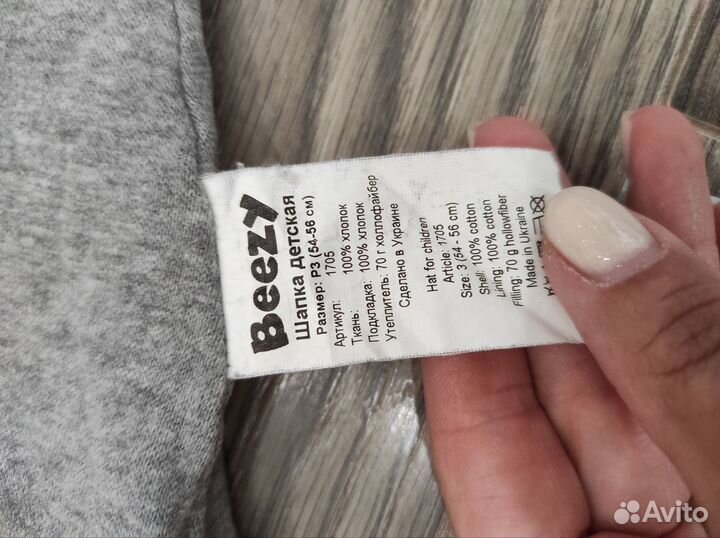 Beezy
Шапка детская
Размер: Р3 (54-56 см)
Артикул: 1705
Ткань: 100% хлопок
Подкладка: 100% хлопок
Утеплитель: 70 г холлофайбер
Сделано в Украине
Hat for children
Article: 1705
Size: 3 (54 - 56 cm)
Shell: 100% cotton
Lining: 100% cotton
Filling: 70 g hollowfiber
Made in Ukraine
Avito